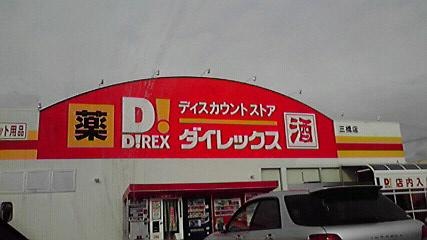 ディスカウントストア
薬 D! DIREX ダイレックス 酒
ット用品
三橋店
D! 店内入